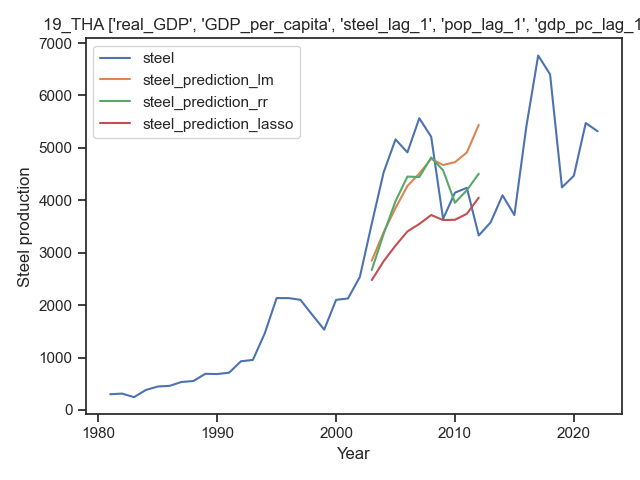 19_THA ['real_GDP', 'GDP_per_capita', 'steel_lag_1', 'pop_lag_1', 'gdp_pc_lag_1
7000
6000
5000
4000
3000
2000
1000
0
Steel production
steel
steel_prediction_lm
steel_prediction_rr
steel_prediction_lasso
1980
1990
2000
2010
2020
Year